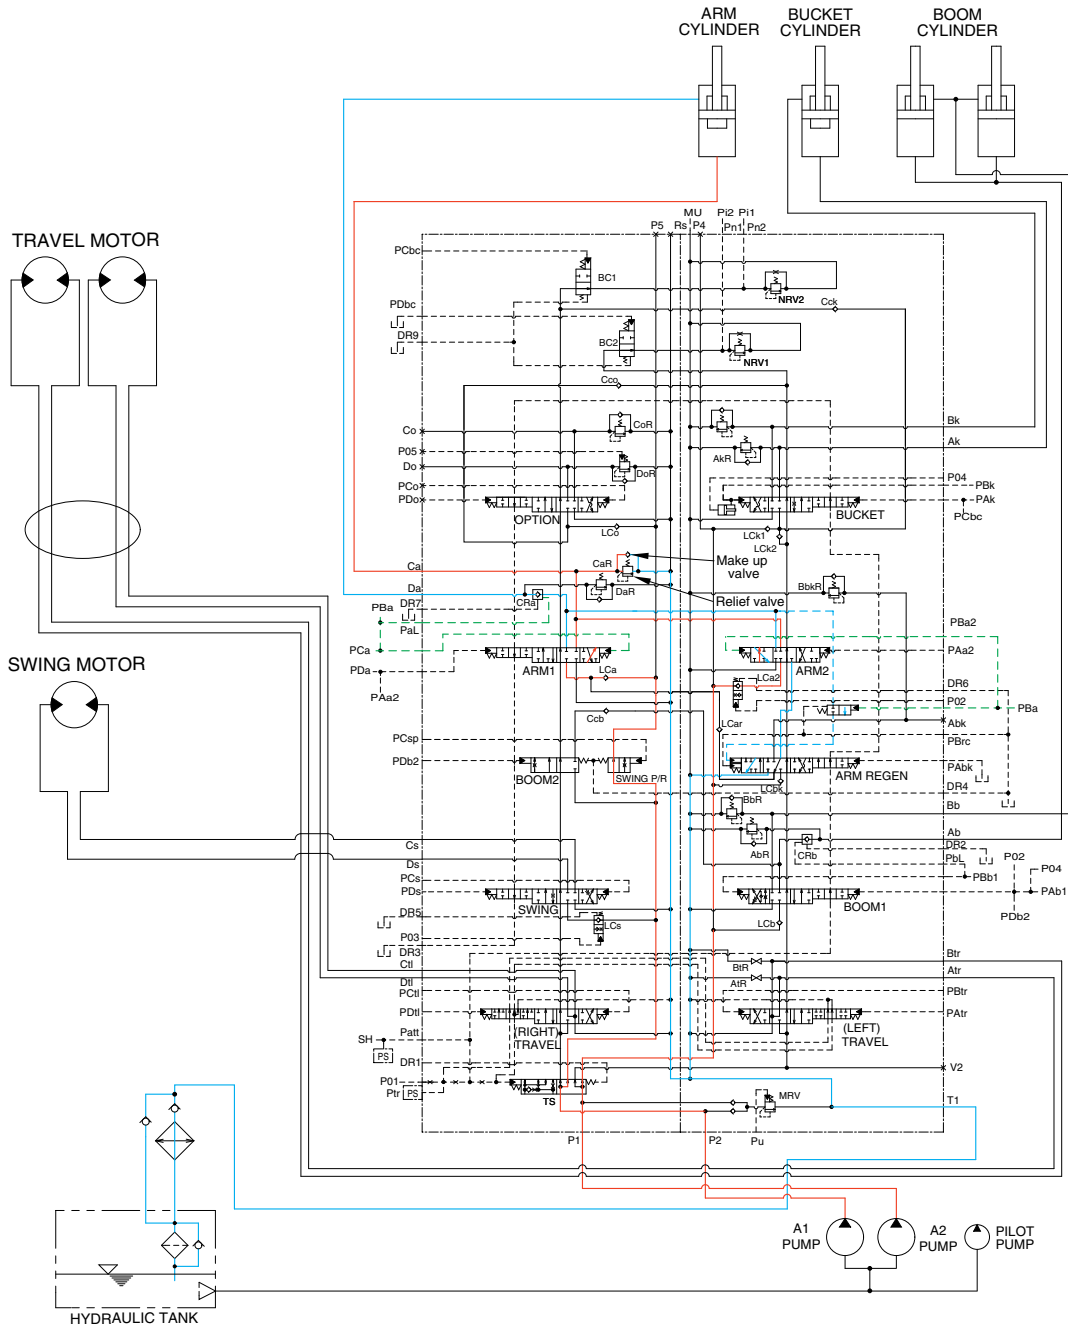 ARM
CYLINDER
BUCKET
CYLINDER
BOOM
CYLINDER
TRAVEL MOTOR
MU Pi2 Pi1
P5 Rs P4 Pn1 Pn2
PCbc
BC1
NRV2
PDbc
Cck
DR9
BC2
NRV1
Cco
Co
CoR
Bk
P05
AkR
Ak
Do
DoR
P04
PCo
PBk
PDo
PAk
OPTION
BUCKET
PCbc
LCo
LCk1
LCk2
Make up
valve
Ca
CaR
Da
DaR
BbkR
CRa
Relief valve
DR7
PBa
PaL
PBa2
PCa
PAa2
SWING MOTOR
PDa
ARM1
LCa
LCa2
ARM2
PAa2
DR6
P02
PBa
Ccb
LCar
Abk
PCsp
PBrc
PDb2
PAbk
BOOM2
SWING P/R
ARM REGEN
LCbk
DR4
BbR
Bb
Cs
AbR
CRb
Ab
DR2
Ds
PbL
P02
P04
PCs
PBb1
PDs
PAb1
SWING
BOOM1
PDb2
DR5
LCs
LCb
P03
DR3
Ctl
BtR
Btr
Dtl
AtR
Atr
PCtl
PBtr
PDtl
PAtr
(RIGHT)
TRAVEL
(LEFT)
TRAVEL
Patt
SH
PS
DR1
V2
P01
Ptr
PS
TS
MRV
T1
P1
P2
Pu
A1
PUMP
A2
PUMP
PILOT
PUMP
HYDRAULIC TANK